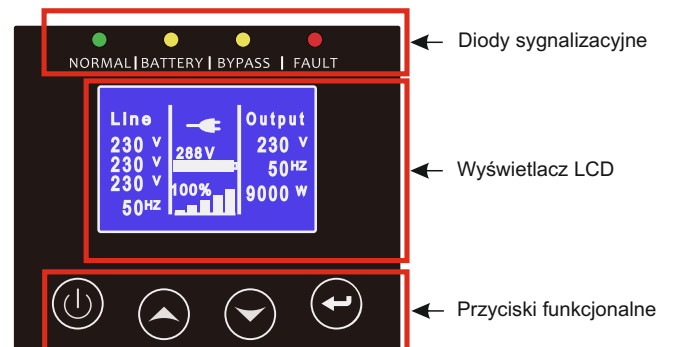 Diody sygnalizacyjne
NORMAL|BATTERY|BYPASS | FAULT
Line
230 V
230 V
230 V
50HZ
288V
100%
Output
230 V
50HZ
9000 W
Wyświetlacz LCD
Przyciski funkcjonalne